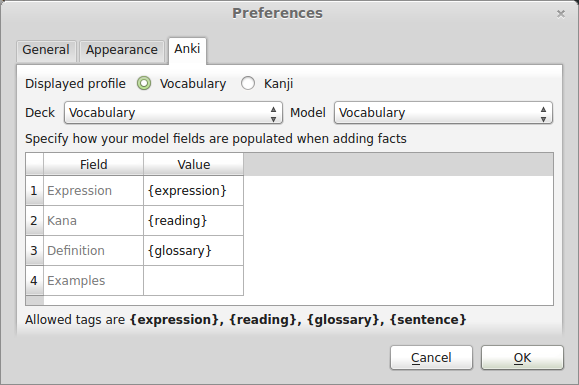 Preferences
General Appearance Anki
Displayed profile Vocabulary Kanji
Deck Vocabulary Model Vocabulary
Specify how your model fields are populated when adding facts
Field Value
1 Expression {expression}
2 Kana {reading}
3 Definition {glossary}
4 Examples
Allowed tags are {expression}, {reading}, {glossary}, {sentence}
Cancel OK